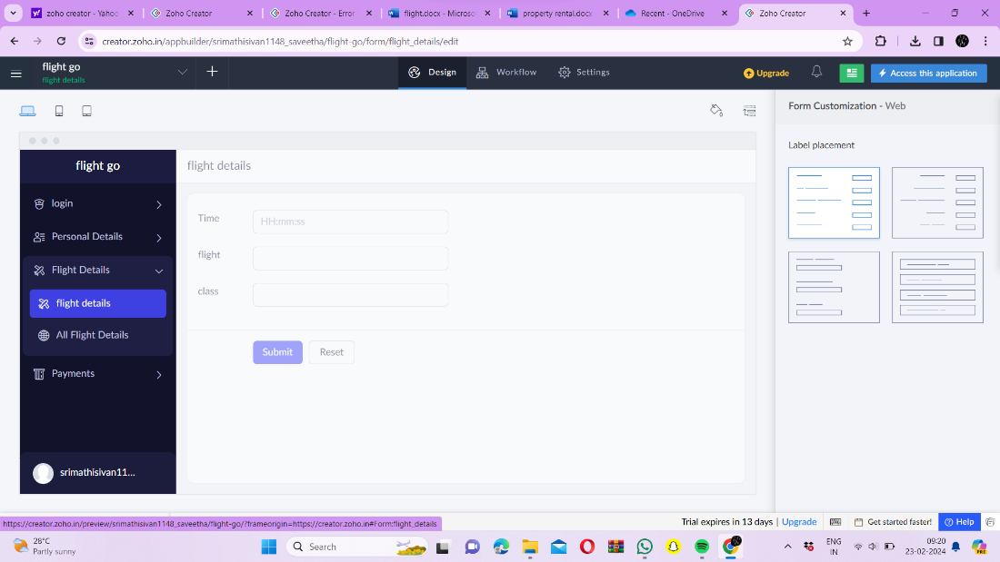 zoho creator - Yahoo
Zoho Creator
Zoho Creator - Error
flight.docx - Microso
property rental.docx
Recent - OneDrive
Zoho Creator
creator.zoho.in/appbuilder/srimathisivan1148_saveetha/flight-go/form/flight_details/edit
flight go
flight details
Design
Workflow
Settings
Upgrade
Access this application
Form Customization - Web
Label placement
flight go
flight details
login
Personal Details
Flight Details
flight details
All Flight Details
Payments
srimathisivan11...
Time
HH:mm:ss
flight
class
Submit
Reset
https://creator.zoho.in/preview/srimathisivan1148_saveetha/flight-go/?frameorigin=https://creator.zoho.in#Form:flight_details
Trial expires in 13 days | Upgrade
Get started faster!
Help
28°C
Partly sunny
Search
ENG
IN
09:20
23-02-2024
PRE